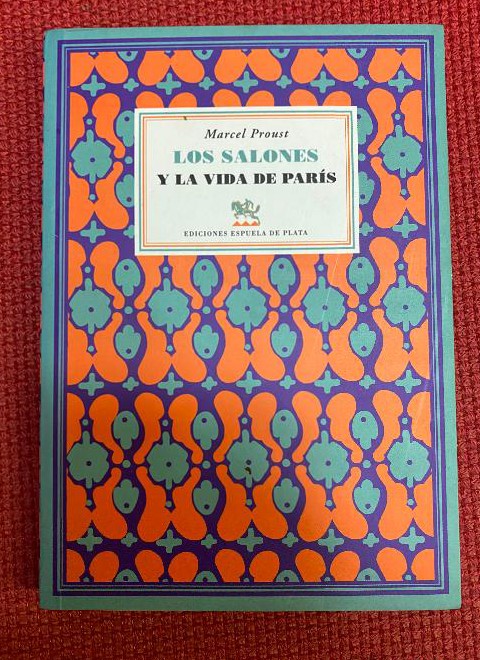 Marcel Proust
LOS SALONES
Y LA VIDA DE PARÍS
EDICIONES ESPUELA DE PLATA